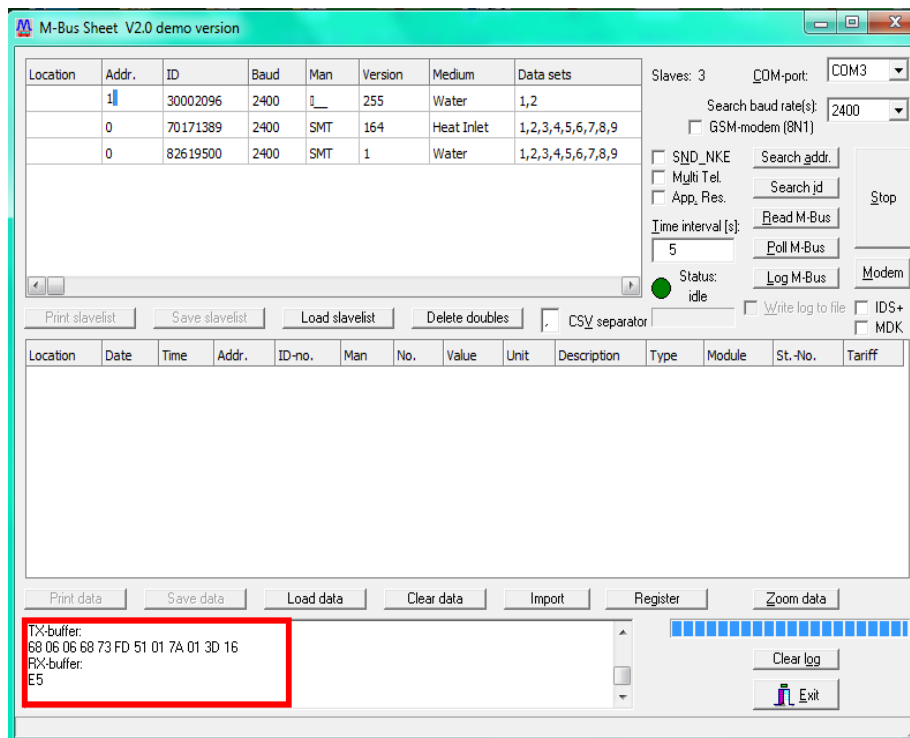 M-Bus Sheet V2.0 demo version
Location Addr. ID Baud Man Version Medium Data sets
1 30002096 2400 __ 255 Water 1,2
0 70171389 2400 SMT 164 Heat Inlet 1,2,3,4,5,6,7,8,9
0 82619500 2400 SMT 1 Water 1,2,3,4,5,6,7,8,9
Slaves: 3 COM-port: COM3
Search baud rate(s): 2400
GSM-modem (8N1)
SND_NKE Search addr.
Multi Tel.
App. Res. Search id
Stop
Time interval [s]: Read M-Bus
5 Poll M-Bus
Status: Log M-Bus Modem
idle
Write log to file IDS+
MDK
Print slavelist Save slavelist Load slavelist Delete doubles , CSV separator
Location Date Time Addr. ID-no. Man No. Value Unit Description Type Module St.-No. Tariff
Print data Save data Load data Clear data Import Register Zoom data
TX-buffer:
68 06 06 68 73 FD 51 01 7A 01 3D 16
RX-buffer:
E5
Clear log
Exit